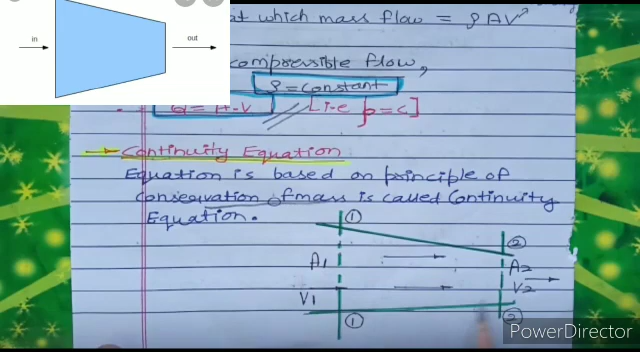 in
out
at which mass flow = ρAV
compressible flow,
ρ = constant
[i.e ρ = c]
→ Continuity Equation
Equation is based on principle of
conservation of mass is called Continuity
Equation.
① 
②
A1
A2
V1
V2
①
②
PowerDirector